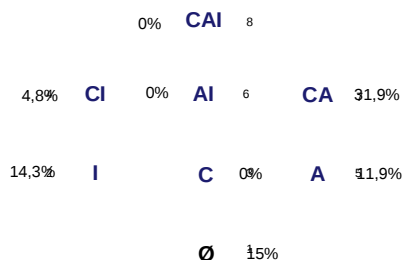 0% CAI 8
4,8% CI 0% AI 6 CA 31,9%
14,3% I C 0% A 11,9%
Ø 15%